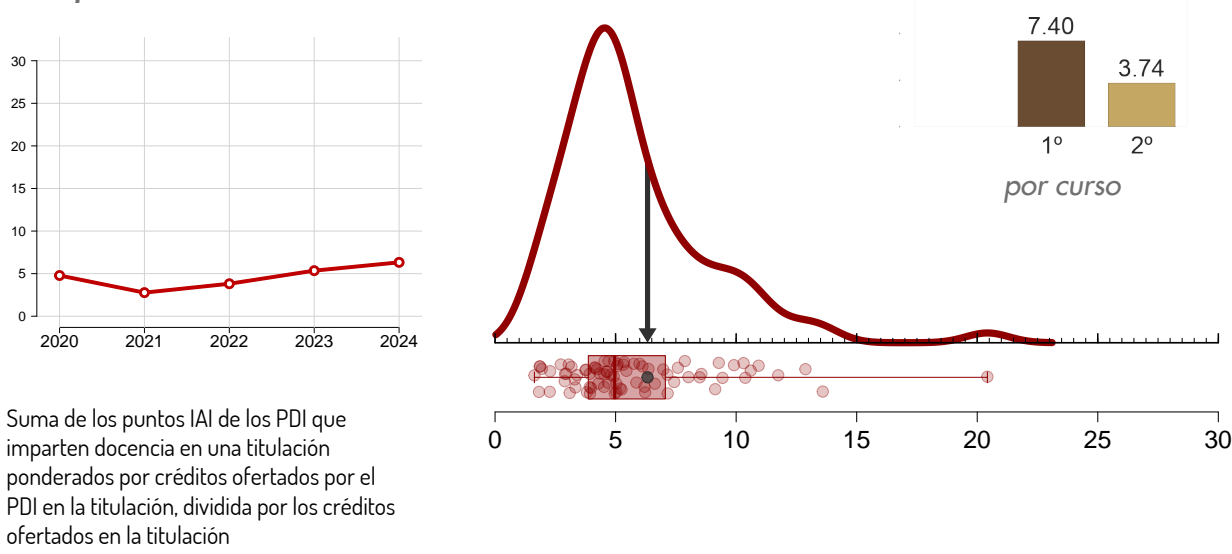 7.40
3.74
1º 2º
por curso
30
25
20
15
10
5
0
2020 2021 2022 2023 2024
0 5 10 15 20 25 30
Suma de los puntos IAI de los PDI que
imparten docencia en una titulación
ponderados por créditos ofertados por el
PDI en la titulación, dividida por los créditos
ofertados en la titulación